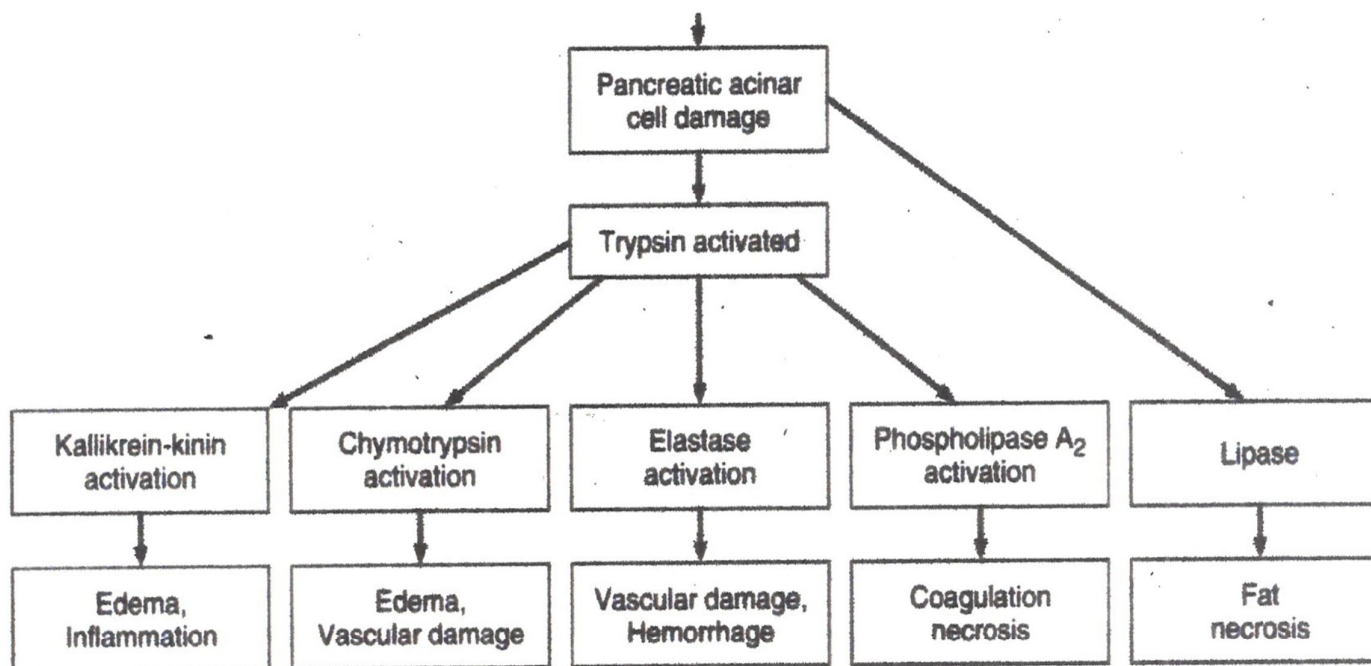 Pancreatic acinar
cell damage
Trypsin activated
Kallikrein-kinin
activation
Chymotrypsin
activation
Elastase
activation
Phospholipase A₂
activation
Lipase
Edema,
Inflammation
Edema,
Vascular damage
Vascular damage,
Hemorrhage
Coagulation
necrosis
Fat
necrosis